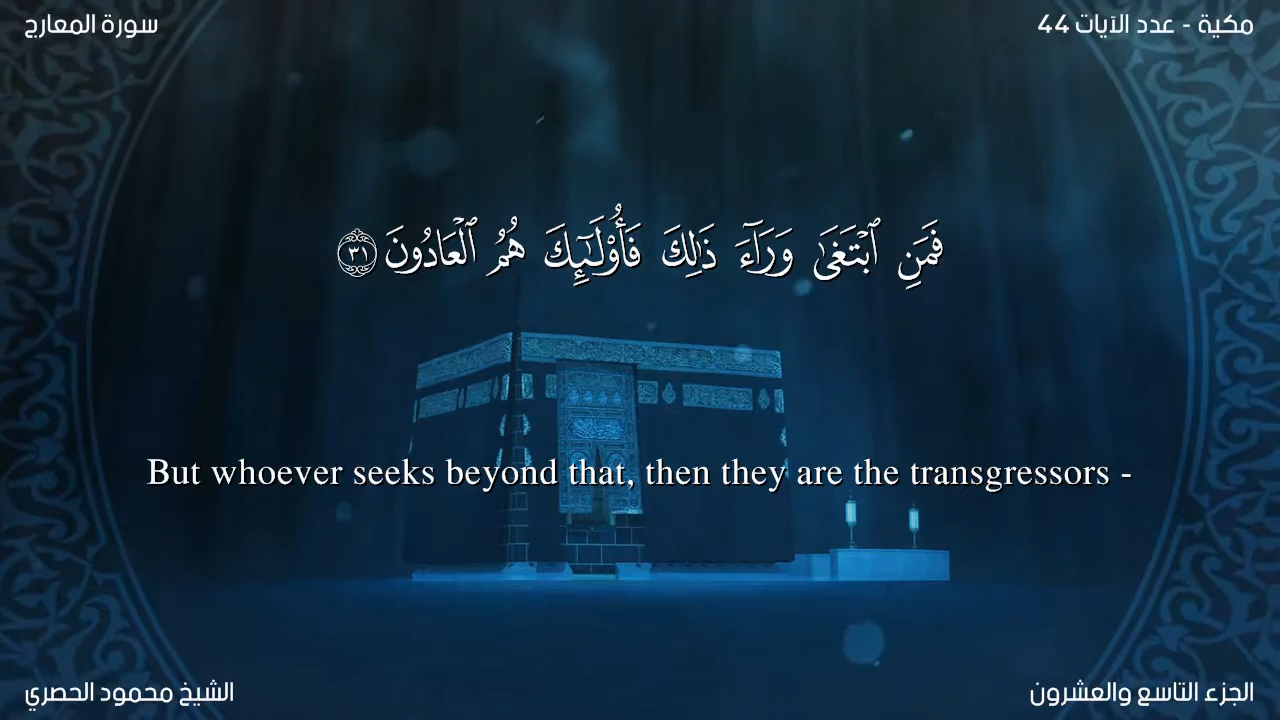 سورة المعارج
مكية - عدد الآيات 44
فَمَنِ ٱبْتَغَىٰ وَرَآءَ ذَٰلِكَ فَأُو۟لَـٰٓئِكَ هُمُ ٱلْعَادُونَ ٣١
But whoever seeks beyond that, then they are the transgressors -
الشيخ محمود الحصري
الجزء التاسع والعشرون